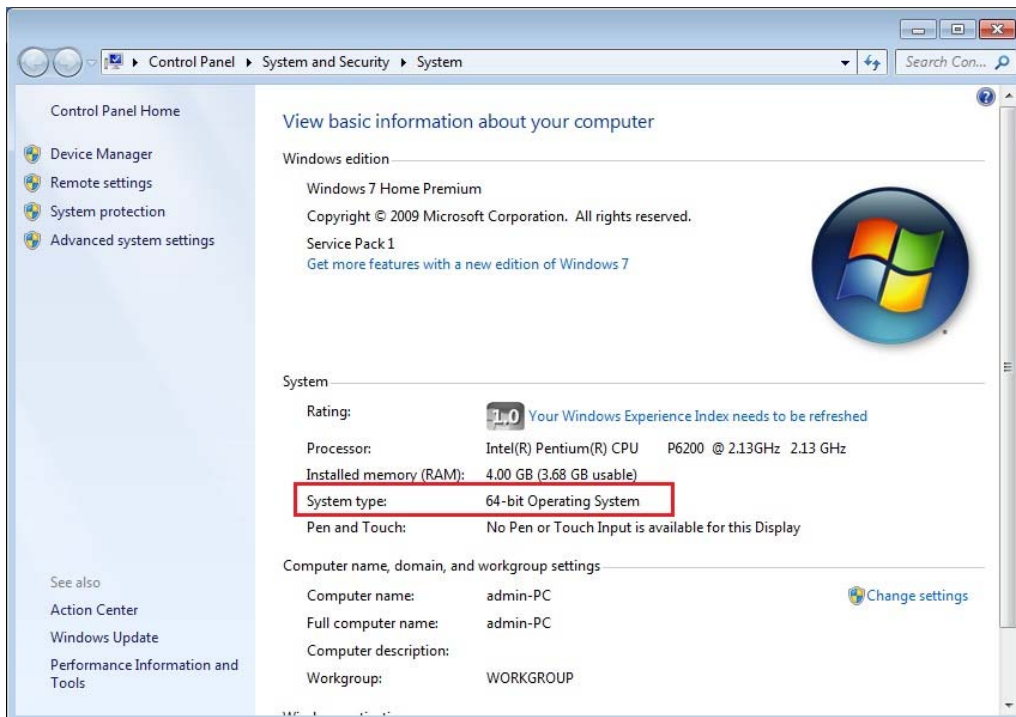 Control Panel ▸ System and Security ▸ System
Search Con...
Control Panel Home
Device Manager
Remote settings
System protection
Advanced system settings
See also
Action Center
Windows Update
Performance Information and
Tools
View basic information about your computer
Windows edition
Windows 7 Home Premium
Copyright © 2009 Microsoft Corporation. All rights reserved.
Service Pack 1
Get more features with a new edition of Windows 7
System
Rating: 1,0 Your Windows Experience Index needs to be refreshed
Processor: Intel(R) Pentium(R) CPU P6200 @ 2.13GHz 2.13 GHz
Installed memory (RAM): 4.00 GB (3.68 GB usable)
System type: 64-bit Operating System
Pen and Touch: No Pen or Touch Input is available for this Display
Computer name, domain, and workgroup settings
Computer name: admin-PC
Change settings
Full computer name: admin-PC
Computer description:
Workgroup: WORKGROUP